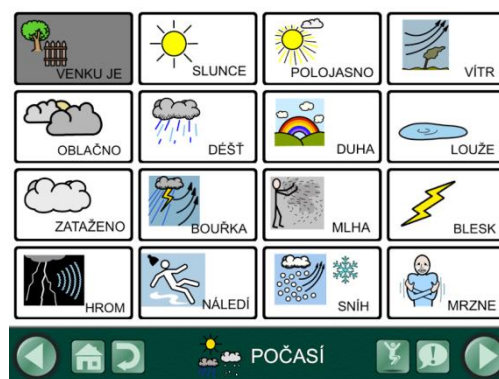 VENKU JE
SLUNCE
POLOJASNO
VÍTR
OBLAČNO
DÉŠŤ
DUHA
LOUŽE
ZATAŽENO
BOUŘKA
MLHA
BLESK
HROM
NÁLEDÍ
SNÍH
MRZNE
POČASÍ